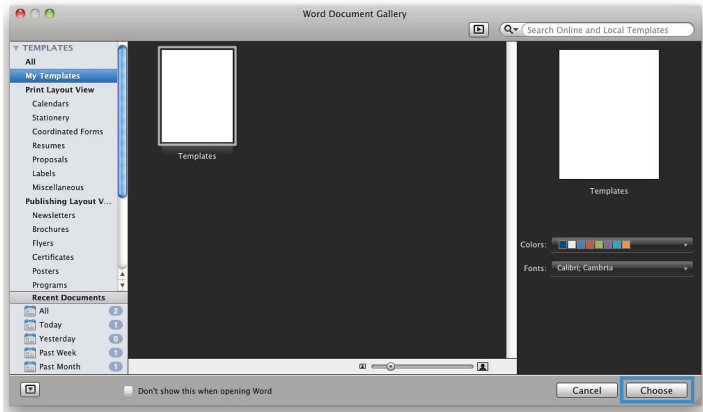 Word Document Gallery
Search Online and Local Templates
TEMPLATES
All
My Templates
Print Layout View
Calendars
Stationery
Coordinated Forms
Resumes
Proposals
Labels
Miscellaneous
Publishing Layout V...
Newsletters
Brochures
Flyers
Certificates
Posters
Programs
Recent Documents
All 2
Today 1
Yesterday 0
Past Week 1
Past Month 1
Templates
Templates
Colors:
Fonts: Calibri; Cambria
Don't show this when opening Word
Cancel
Choose